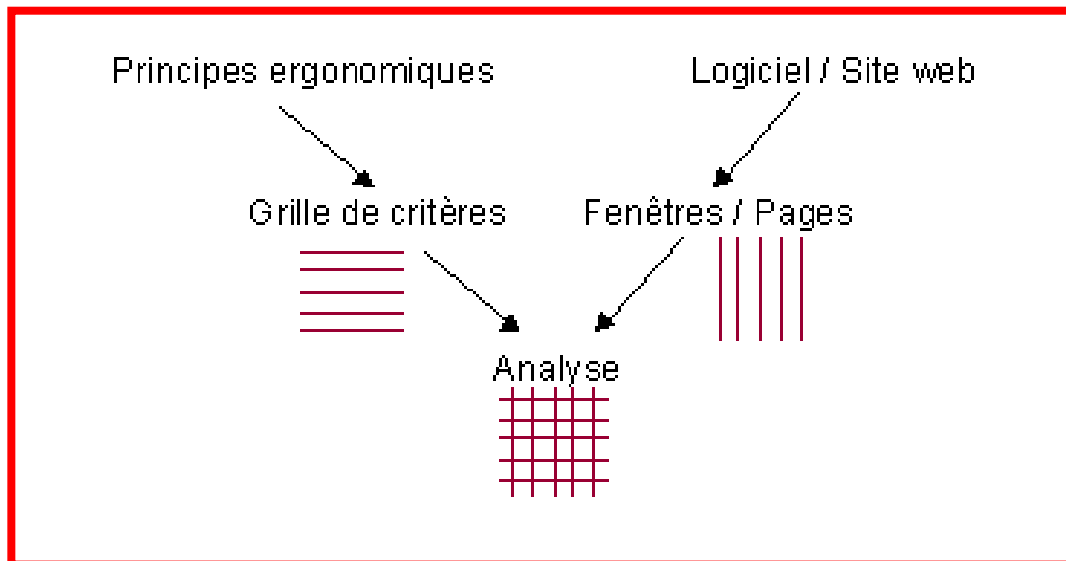 Principes ergonomiques
Logiciel / Site web
Grille de critères
Fenêtres / Pages
Analyse